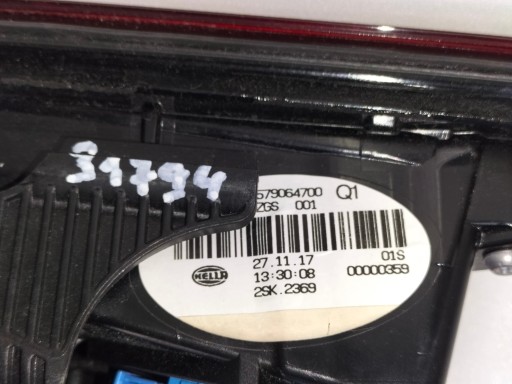 31794
579064700 Q1
ZGS 001
27.11.17 01S
13:30:08 00000359
HELLA
2SK.2369